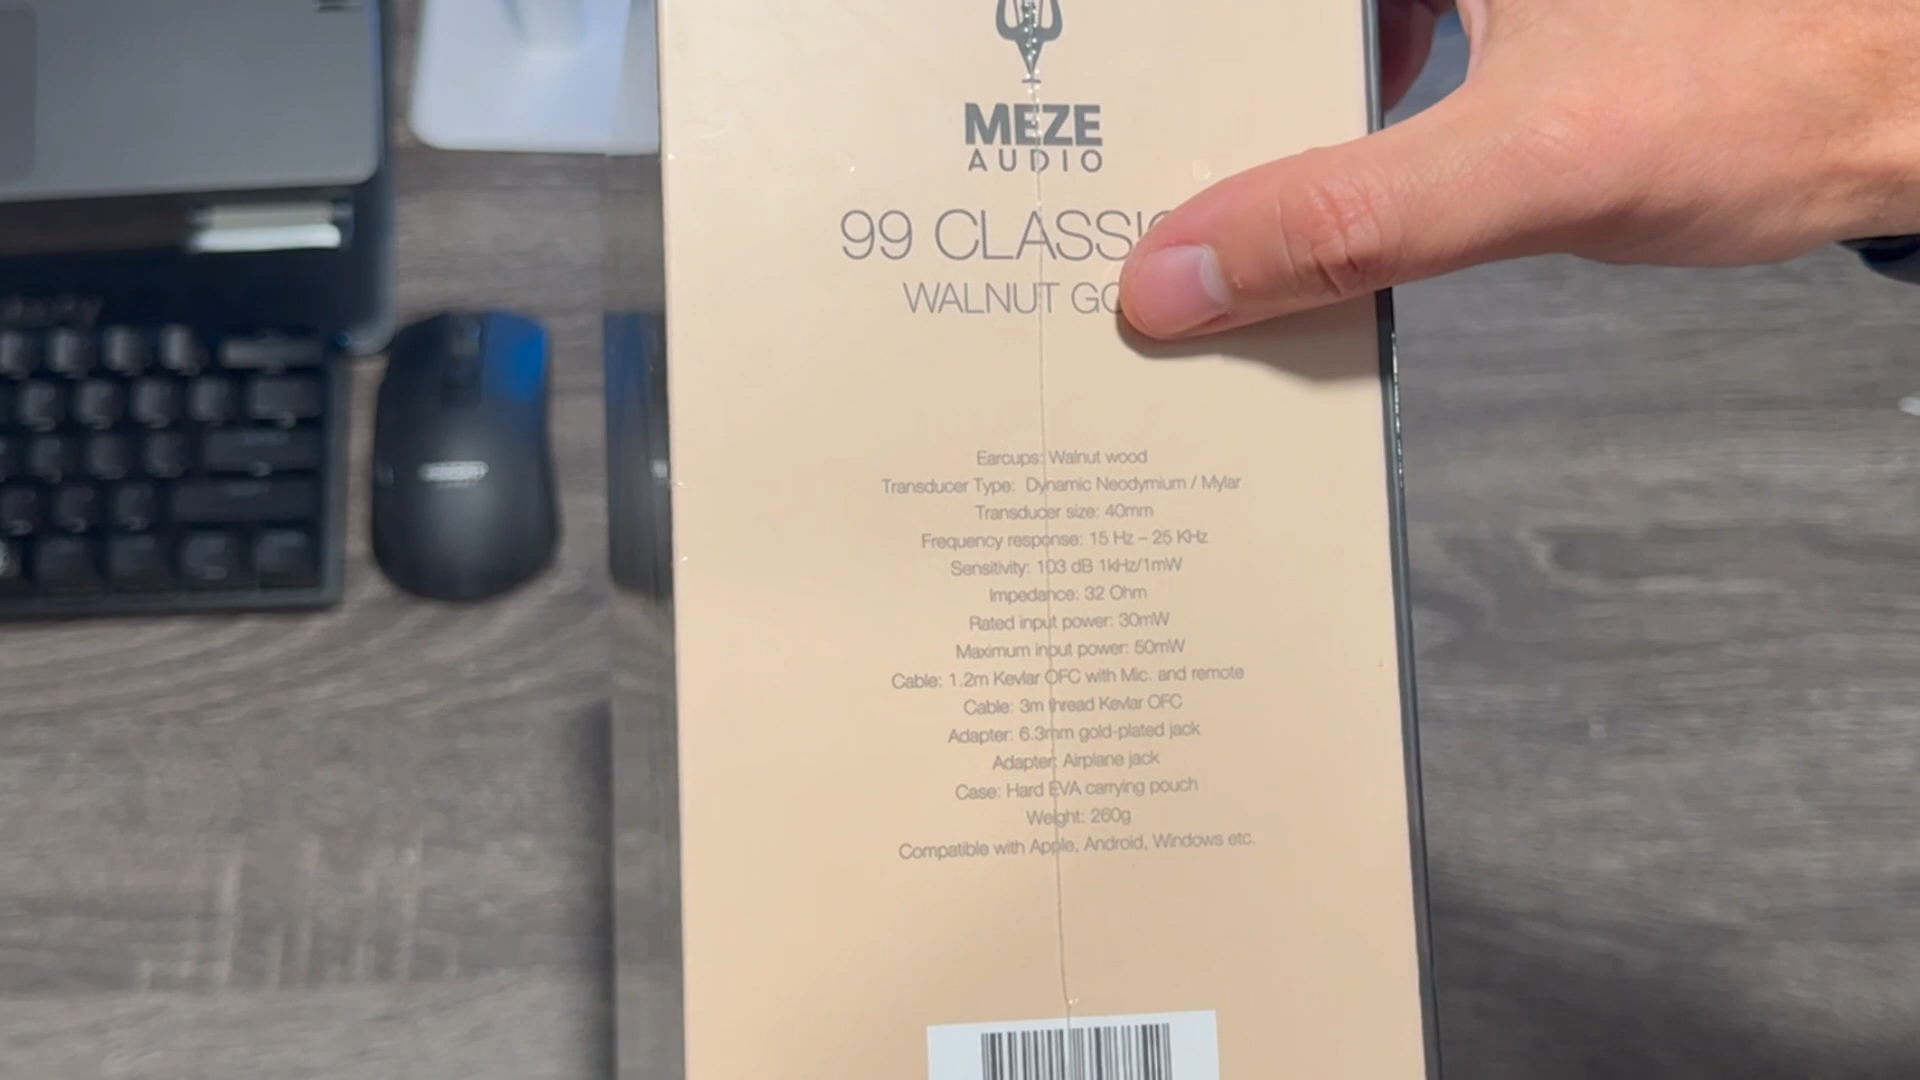 MEZE
AUDIO
99 CLASSI
WALNUT GO
Earcups: Walnut wood
Transducer Type: Dynamic Neodymium / Mylar
Transducer size: 40mm
Frequency response: 15 Hz – 25 KHz
Sensitivity: 103 dB 1kHz/1mW
Impedance: 32 Ohm
Rated input power: 30mW
Maximum input power: 50mW
Cable: 1.2m Kevlar OFC with Mic. and remote
Cable: 3m thread Kevlar OFC
Adapter: 6.3mm gold-plated jack
Adapter: Airplane jack
Case: Hard EVA carrying pouch
Weight: 260g
Compatible with Apple, Android, Windows etc.